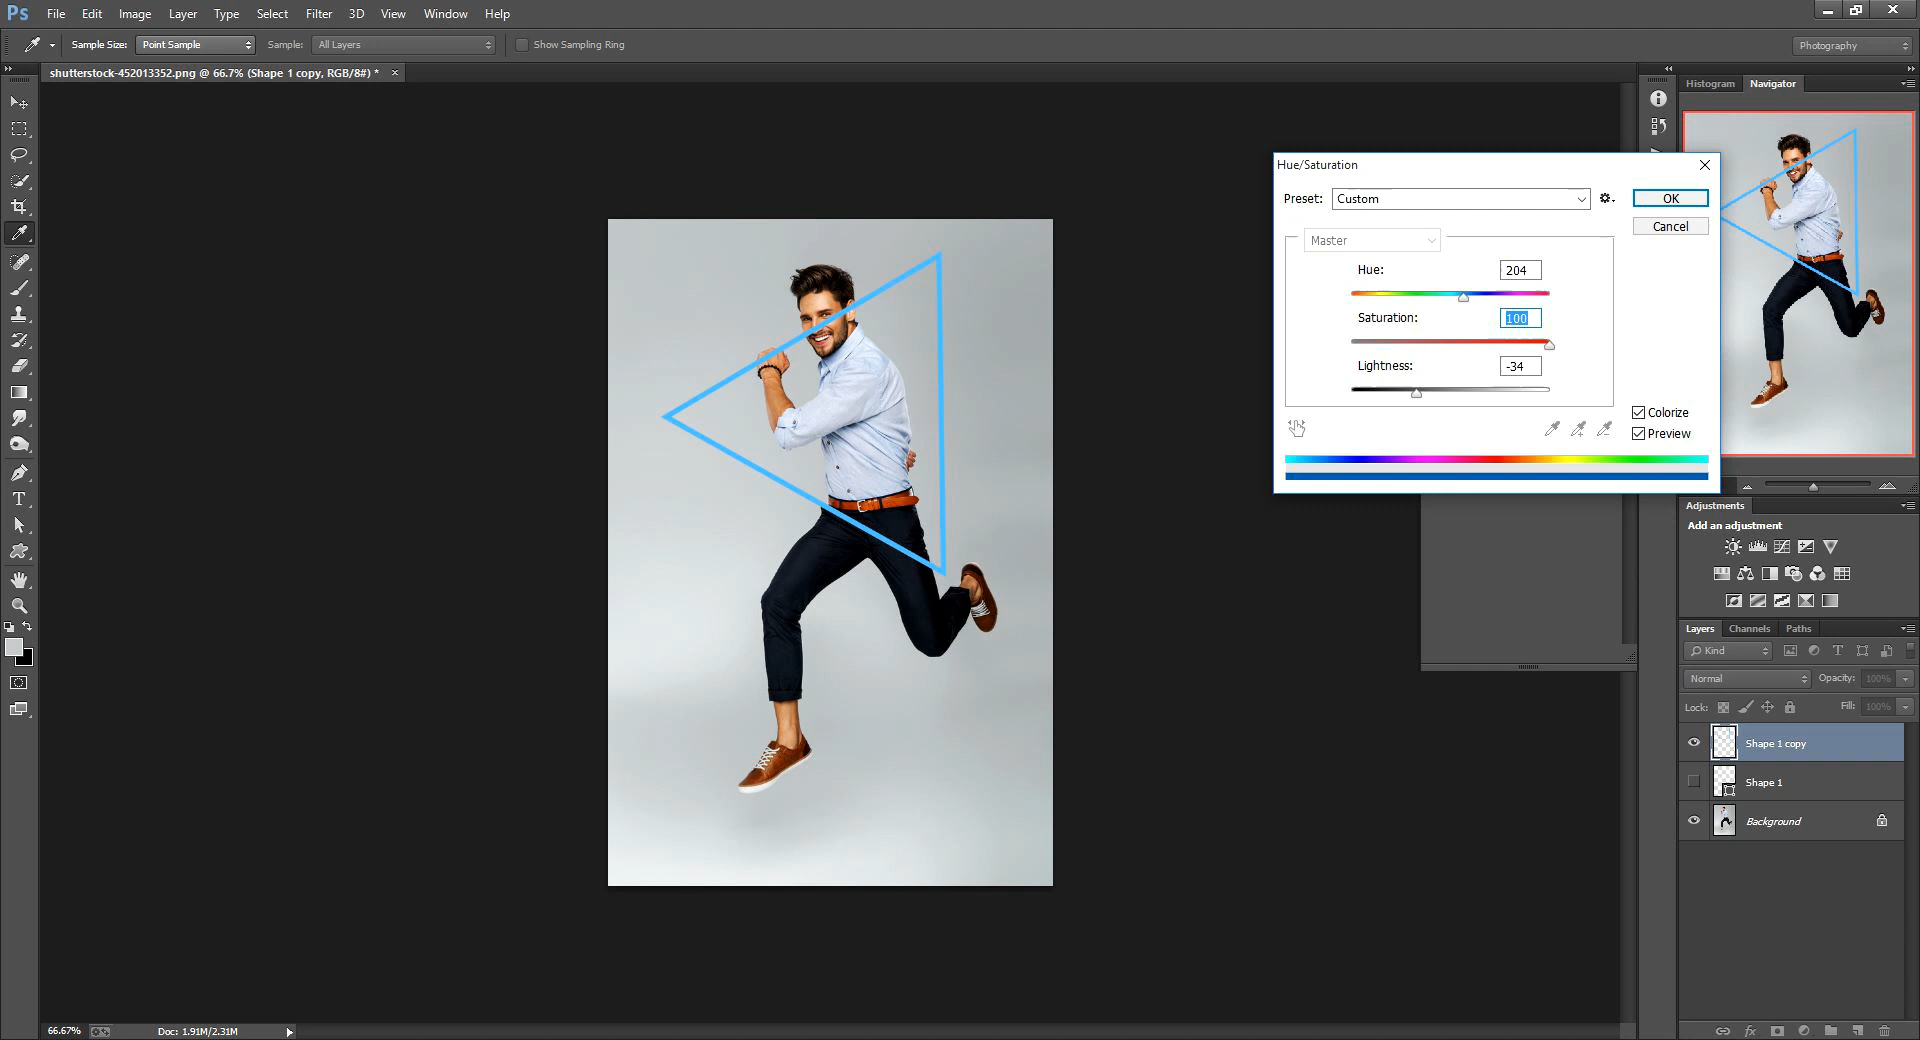 Ps File Edit Image Layer Type Select Filter 3D View Window Help
Sample Size: Point Sample Sample: All Layers Show Sampling Ring Photography
shutterstock-452013352.png @ 66.7% (Shape 1 copy, RGB/8#) * ×
Histogram Navigator
Hue/Saturation
Preset: Custom OK
Cancel
Master
Hue: 204
Saturation: 100
Lightness: -34
Colorize
Preview
Adjustments
Add an adjustment
Layers Channels Paths
Kind
Normal Opacity: 100%
Lock: Fill: 100%
Shape 1 copy
Shape 1
Background
66.67% Doc: 1.91M/2.31M